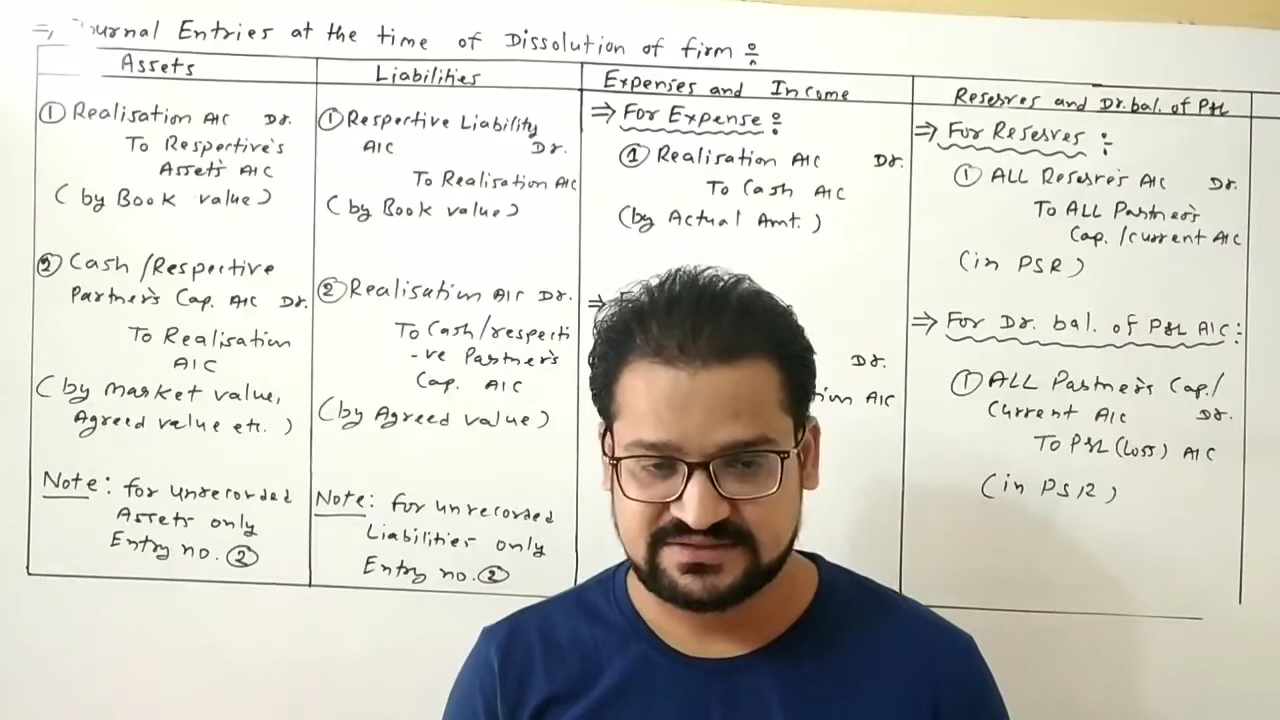 =, Journal Entries at the time of Dissolution of firm :
Assets
① Realisation A/C Dr.
To Respective's
Assets A/C
(by Book value)
② Cash/Respective
Partner's Cap. A/C Dr.
To Realisation
A/C
(by market value,
Agreed value etc.)
Note: for unrecorded
Assets only
Entry no. ②
Liabilities
① Respective Liability
A/C Dr.
To Realisation A/C
(by Book value)
② Realisation A/C Dr.
To Cash/respecti
-ve Partner's
Cap. A/C
(by Agreed value)
Note: for unrecorded
Liabilities only
Entry no. ②
Expenses and Income
⇒ For Expense :
① Realisation A/C Dr.
To Cash A/C
(by Actual Amt.)
⇒
Dr.
A/C
Reserves and Dr. bal. of P&L
⇒ For Reserves :
① ALL Reserve's A/C Dr.
To ALL Partner's
Cap./current A/C
(in PSR)
⇒ For Dr. bal. of P&L A/C :
① ALL Partner's Cap./
Current A/C Dr.
To P&L (Loss) A/C
(in PSR)